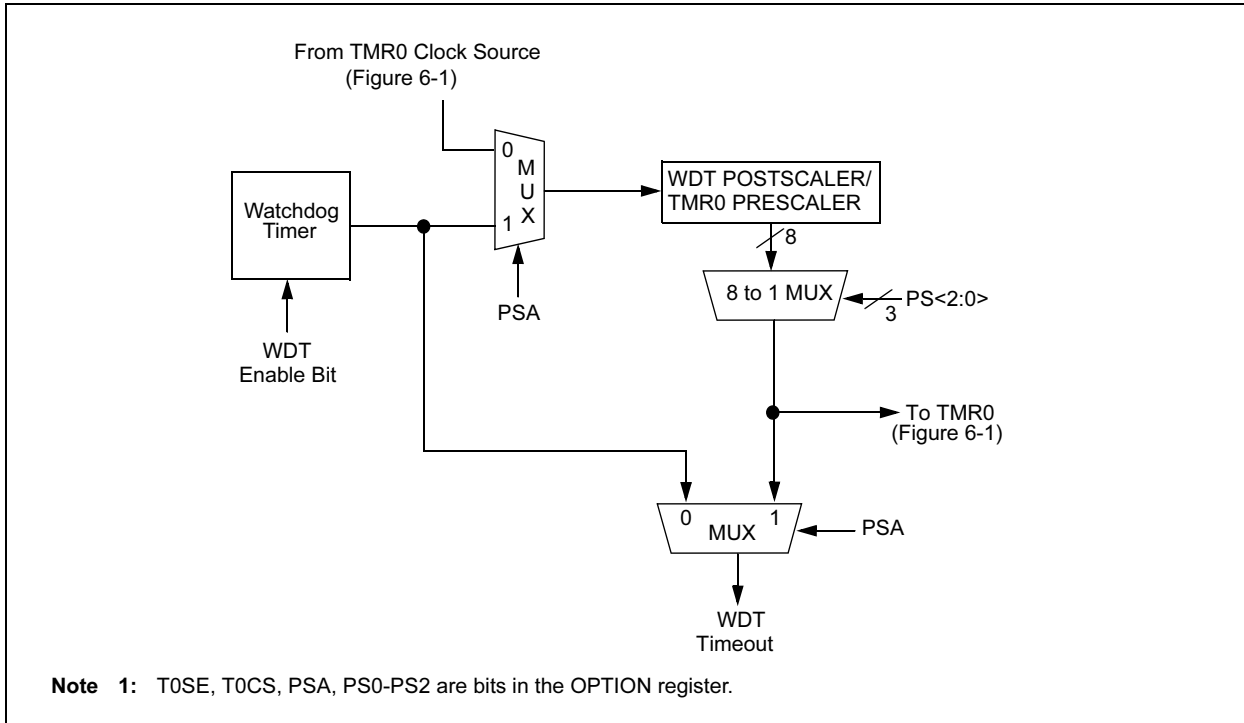 From TMR0 Clock Source
(Figure 6-1)
0
M
U
X
1
Watchdog
Timer
WDT POSTSCALER/
TMR0 PRESCALER
8
8 to 1 MUX
PS<2:0>
3
PSA
WDT
Enable Bit
To TMR0
(Figure 6-1)
0
1
MUX
PSA
WDT
Timeout
Note 1: T0SE, T0CS, PSA, PS0-PS2 are bits in the OPTION register.